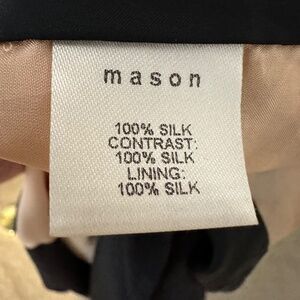 mason
100% SILK
CONTRAST:
100% SILK
LINING:
100% SILK